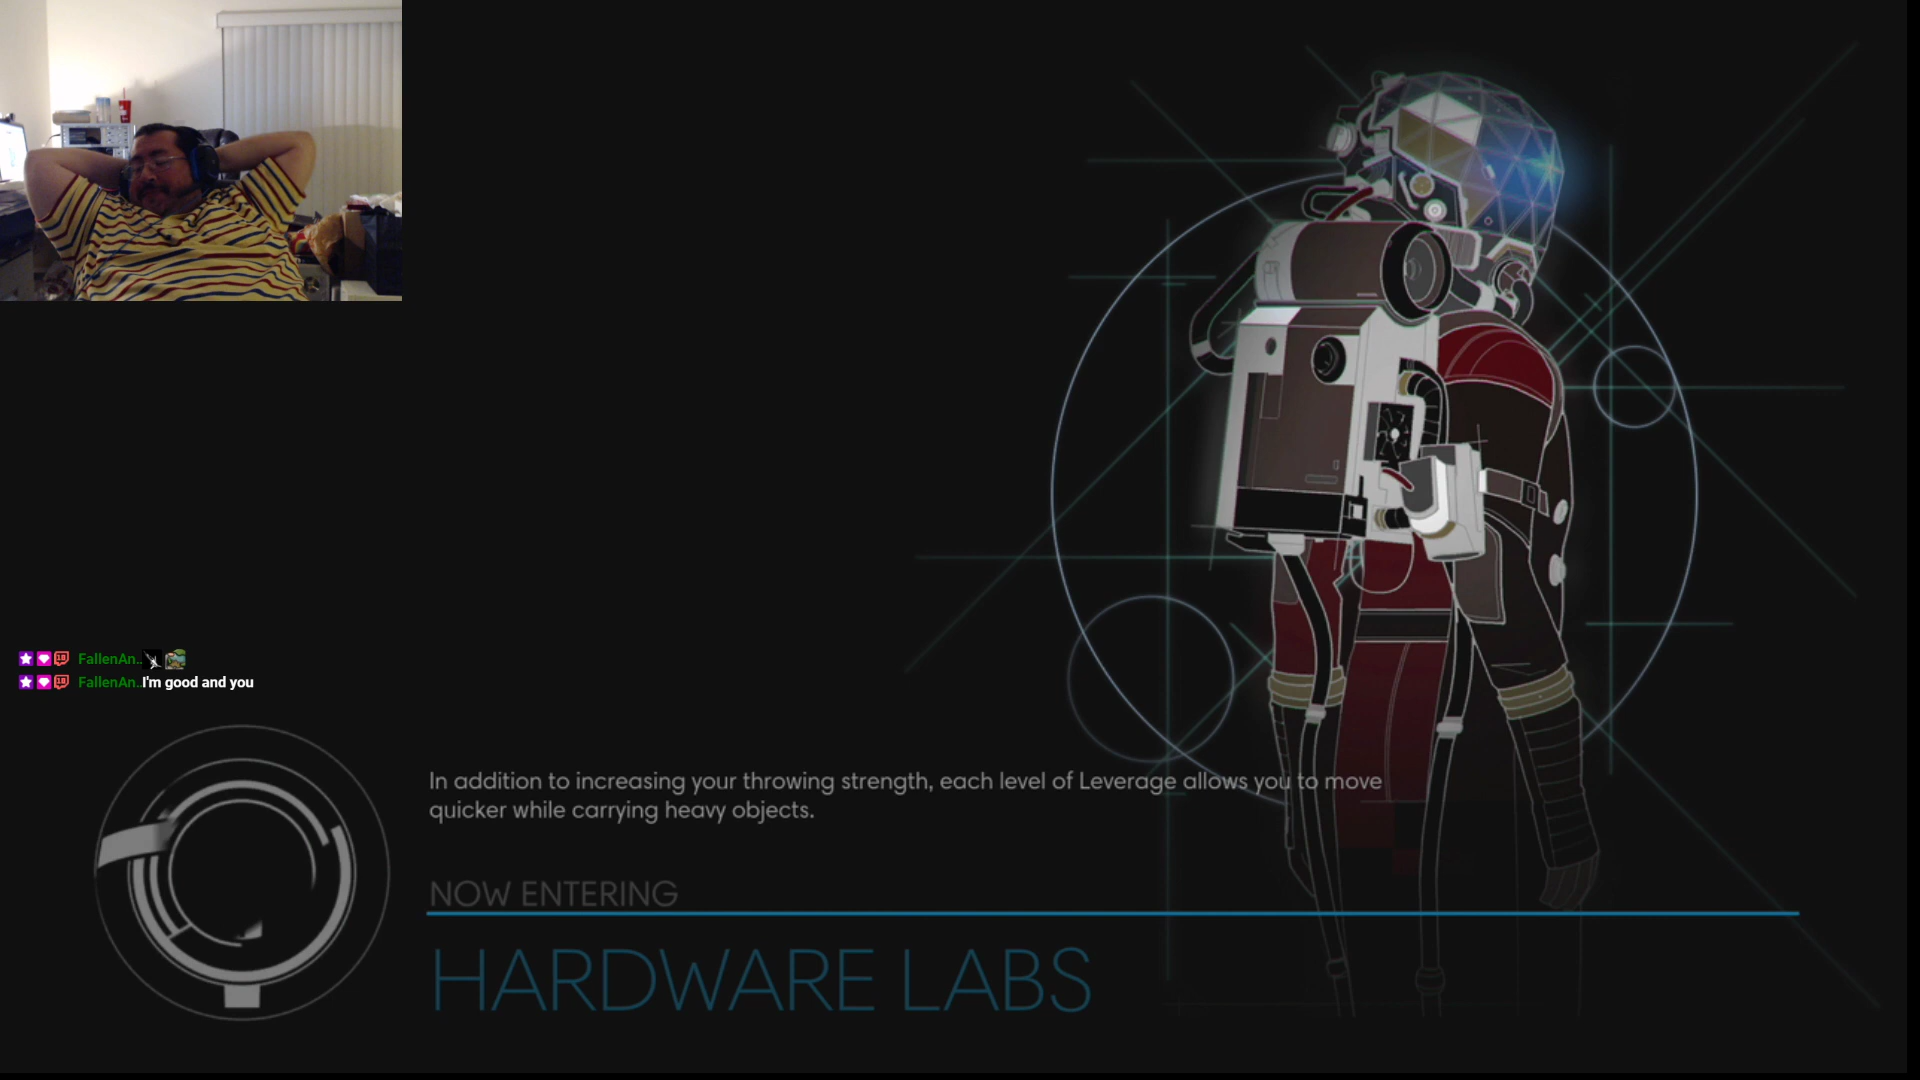 FallenAn..
FallenAn..I'm good and you
In addition to increasing your throwing strength, each level of Leverage allows you to move
quicker while carrying heavy objects.
NOW ENTERING
HARDWARE LABS